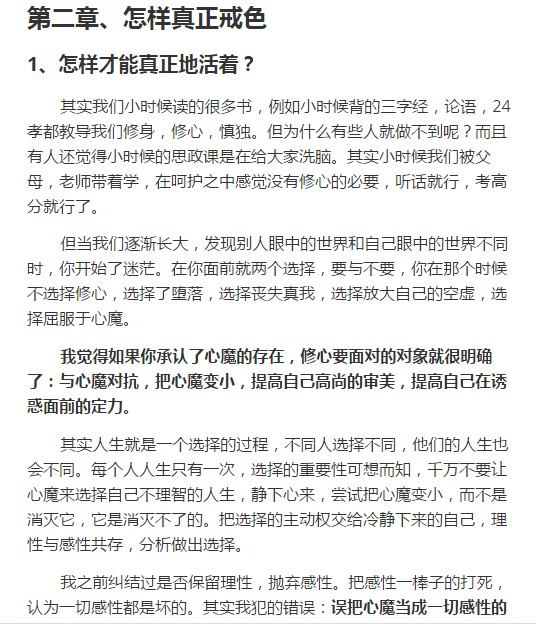 第二章、怎样真正戒色
1、怎样才能真正地活着？
其实我们小时候读的很多书，例如小时候背的三字经，论语，24
孝都教导我们修身，修心，慎独。但为什么有些人就做不到呢？而且
有人还觉得小时候的思政课是在给大家洗脑。其实小时候我们被父
母，老师带着学，在呵护之中感觉没有修心的必要，听话就行，考高
分就行了。
但当我们逐渐长大，发现别人眼中的世界和自己眼中的世界不同
时，你开始了迷茫。在你面前就两个选择，要与不要，你在那个时候
不选择修心，选择了堕落，选择丧失真我，选择放大自己的空虚，选
择屈服于心魔。
我觉得如果你承认了心魔的存在，修心要面对的对象就很明确
了：与心魔对抗，把心魔变小，提高自己高尚的审美，提高自己在诱
惑面前的定力。
其实人生就是一个选择的过程，不同人选择不同，他们的人生也
会不同。每个人人生只有一次，选择的重要性可想而知，千万不要让
心魔来选择自己不理智的人生，静下心来，尝试把心魔变小，而不是
消灭它，它是消灭不了的。把选择的主动权交给冷静下来的自己，理
性与感性共存，分析做出选择。
我之前纠结过是否保留理性，抛弃感性。把感性一棒子的打死，
认为一切感性都是坏的。其实我犯的错误：误把心魔当成一切感性的